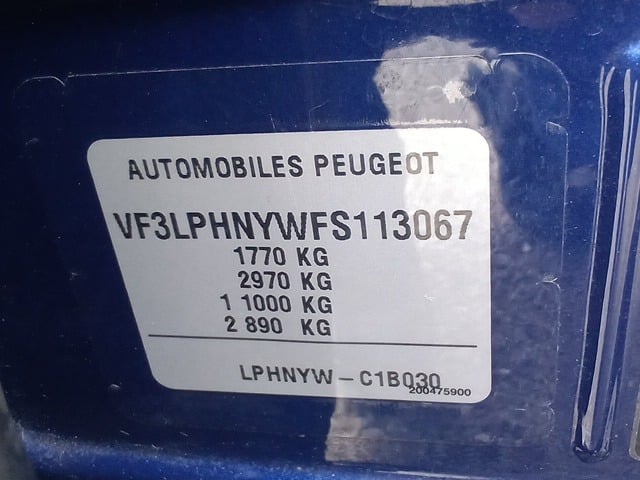 AUTOMOBILES PEUGEOT
VF3LPHNYWFS113067
1770 KG
2970 KG
1 1000 KG
2 890 KG
LPHNYW - C1B030
200475900